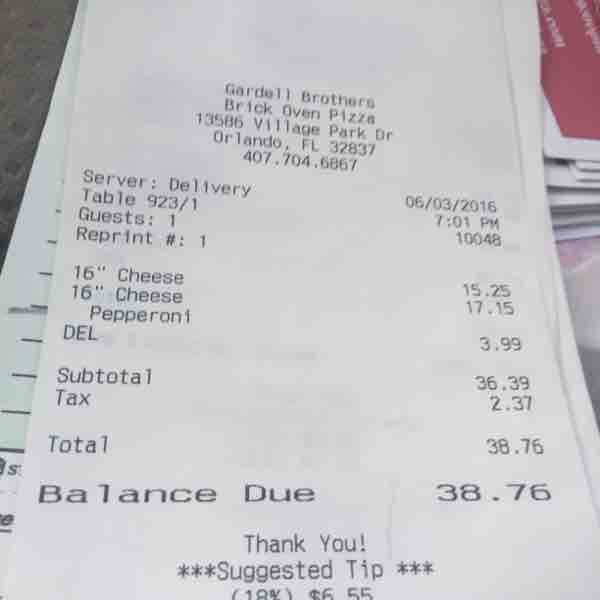 Gardell Brothers
Brick Oven Pizza
13586 Village Park Dr
Orlando, FL 32837
407.704.6867
Server: Delivery 06/03/2016
Table 923/1 7:01 PM
Guests: 1 10048
Reprint #: 1
16" Cheese 15.25
16" Cheese 17.15
Pepperoni
DEL 3.99
Subtotal 36.39
Tax 2.37
Total 38.76
Balance Due 38.76
Thank You!
***Suggested Tip ***
(18%) $6.55